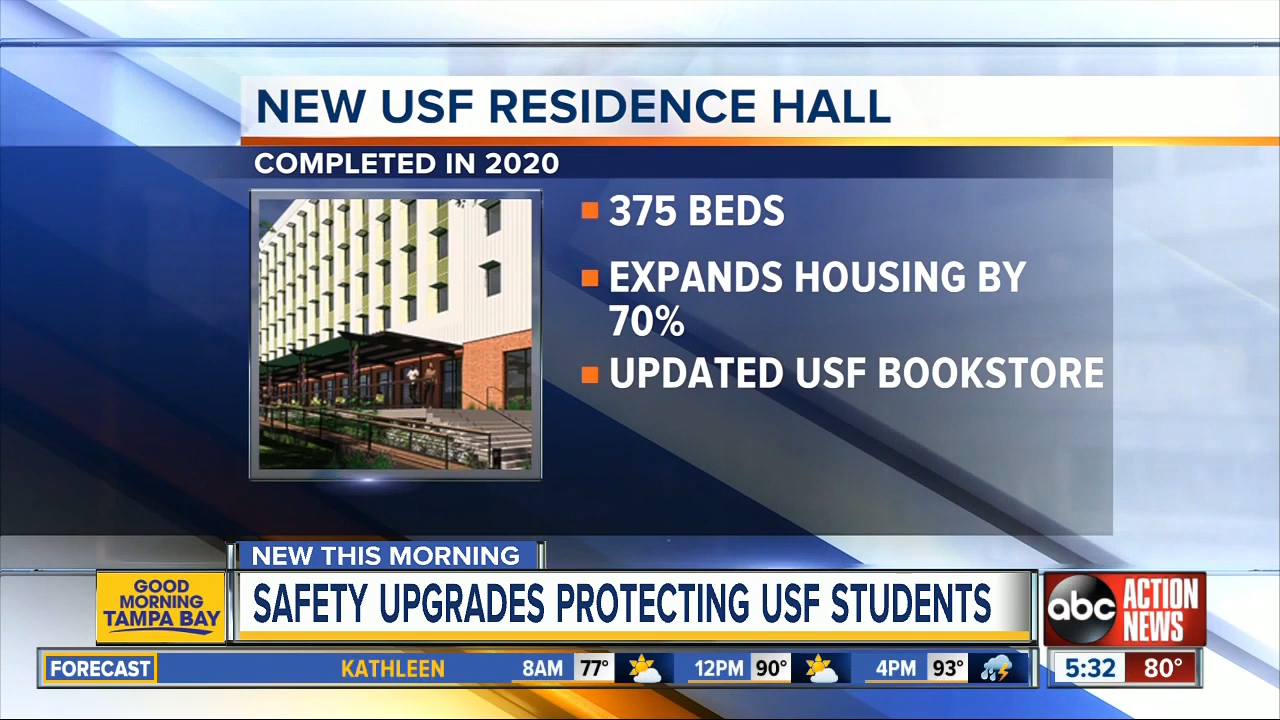 NEW USF RESIDENCE HALL
COMPLETED IN 2020
375 BEDS
EXPANDS HOUSING BY
70%
UPDATED USF BOOKSTORE
NEW THIS MORNING
GOOD
MORNING
TAMPA BAY
SAFETY UPGRADES PROTECTING USF STUDENTS
abc
ACTION
NEWS
FORECAST KATHLEEN 8AM 77° 12PM 90° 4PM 93°
5:32 80°